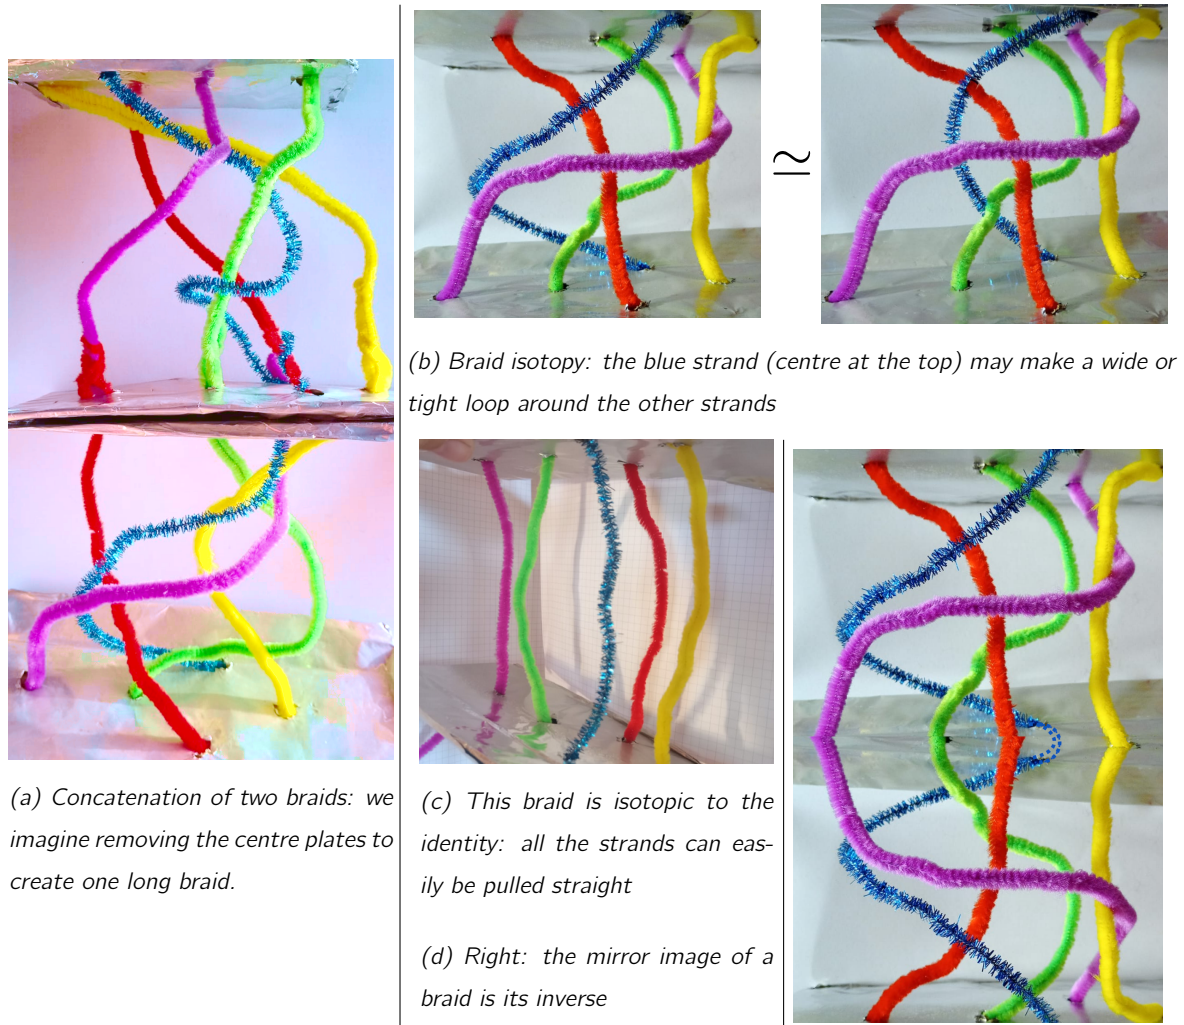 ≃
(b) Braid isotopy: the blue strand (centre at the top) may make a wide or
tight loop around the other strands
(a) Concatenation of two braids: we
imagine removing the centre plates to
create one long braid.
(c) This braid is isotopic to the
identity: all the strands can eas-
ily be pulled straight
(d) Right: the mirror image of a
braid is its inverse